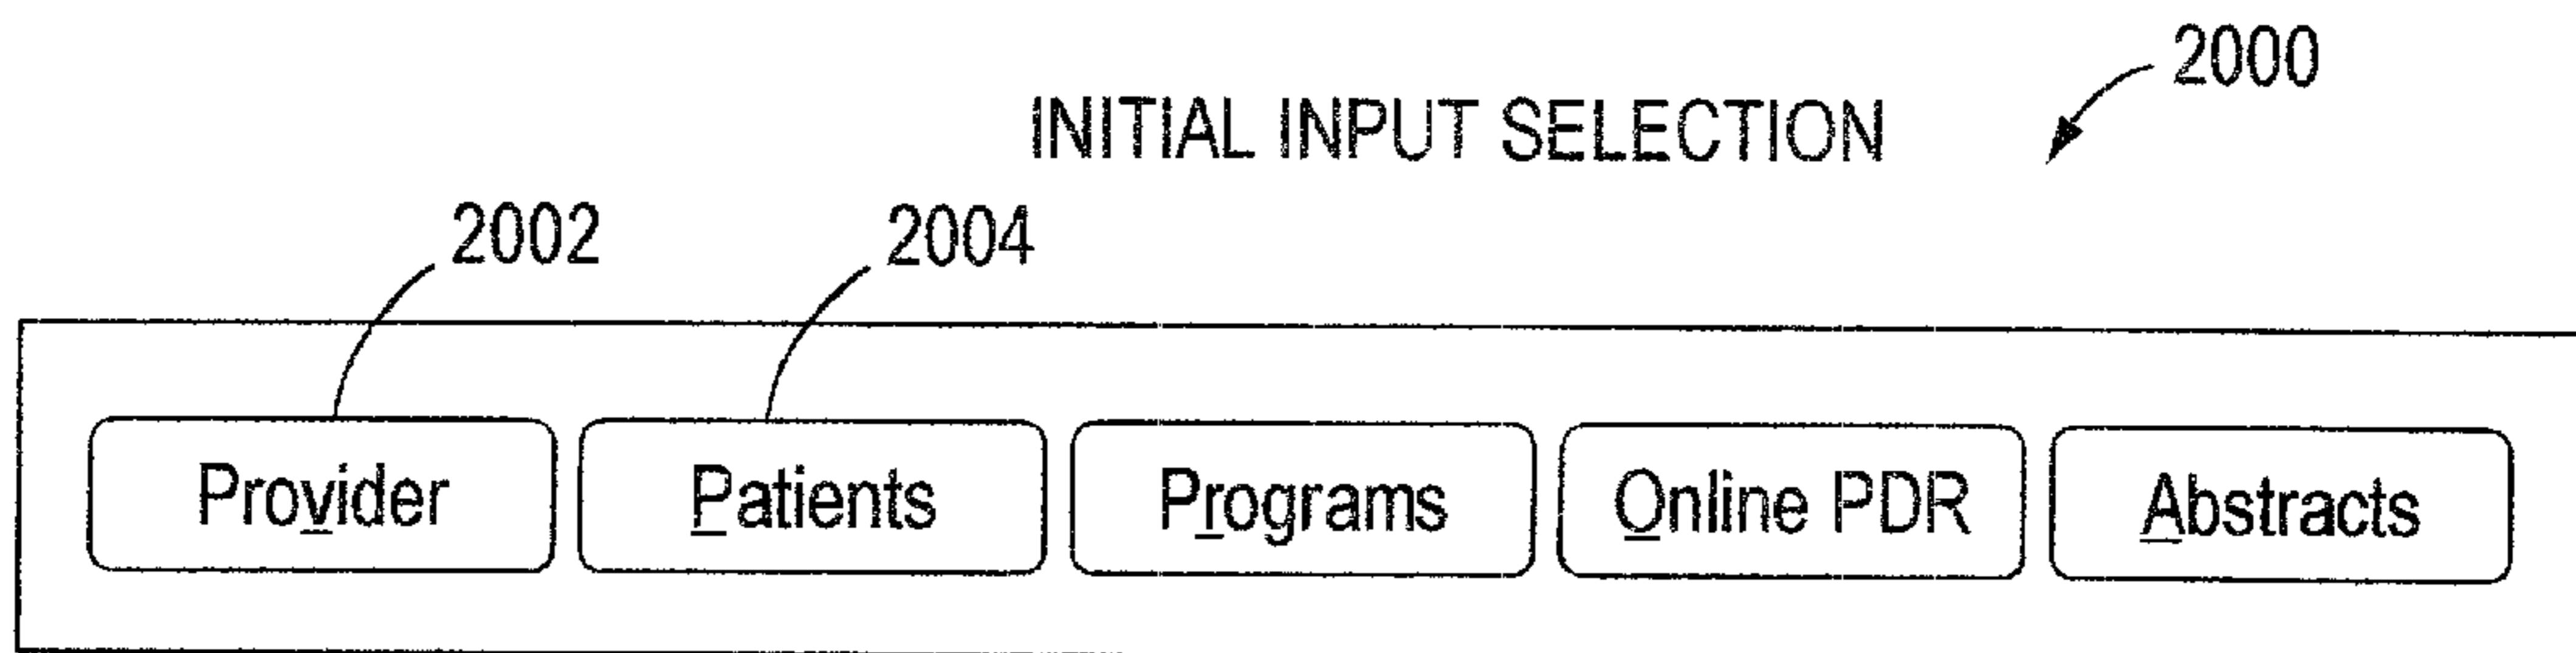 2000
INITIAL INPUT SELECTION
2002 2004
Provider Patients Programs Online PDR Abstracts